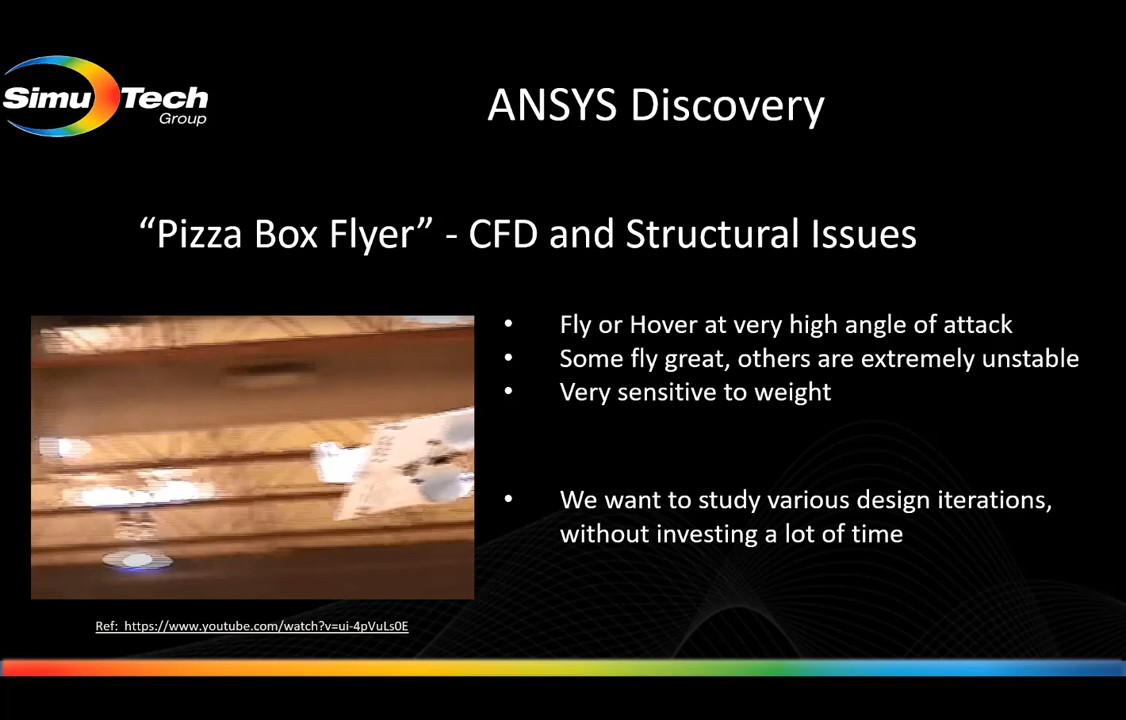 SimuTech
Group
ANSYS Discovery
“Pizza Box Flyer” - CFD and Structural Issues
• Fly or Hover at very high angle of attack
• Some fly great, others are extremely unstable
• Very sensitive to weight
• We want to study various design iterations,
without investing a lot of time
Ref: https://www.youtube.com/watch?v=ui-4pVuLs0E